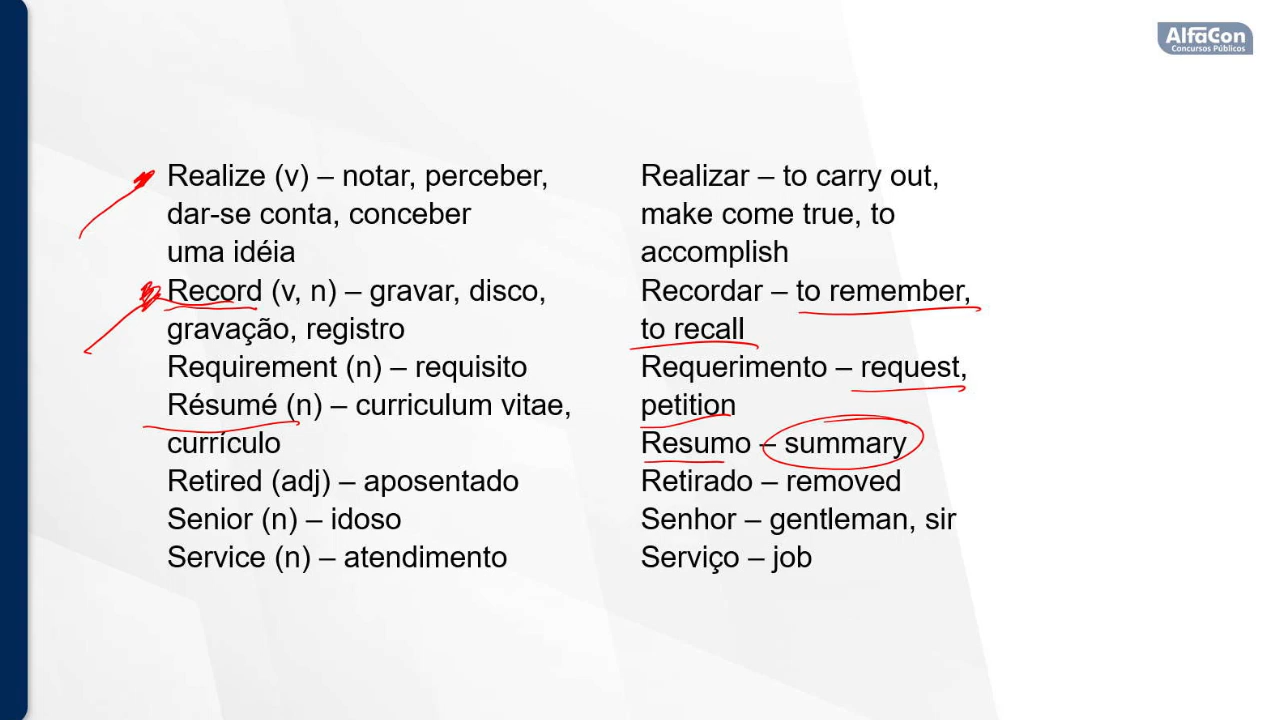 AlfaCon
Concursos Públicos
Realize (v) – notar, perceber,
dar-se conta, conceber
uma idéia
Record (v, n) – gravar, disco,
gravação, registro
Requirement (n) – requisito
Résumé (n) – curriculum vitae,
currículo
Retired (adj) – aposentado
Senior (n) – idoso
Service (n) – atendimento
Realizar – to carry out,
make come true, to
accomplish
Recordar – to remember,
to recall
Requerimento – request,
petition
Resumo – summary
Retirado – removed
Senhor – gentleman, sir
Serviço – job